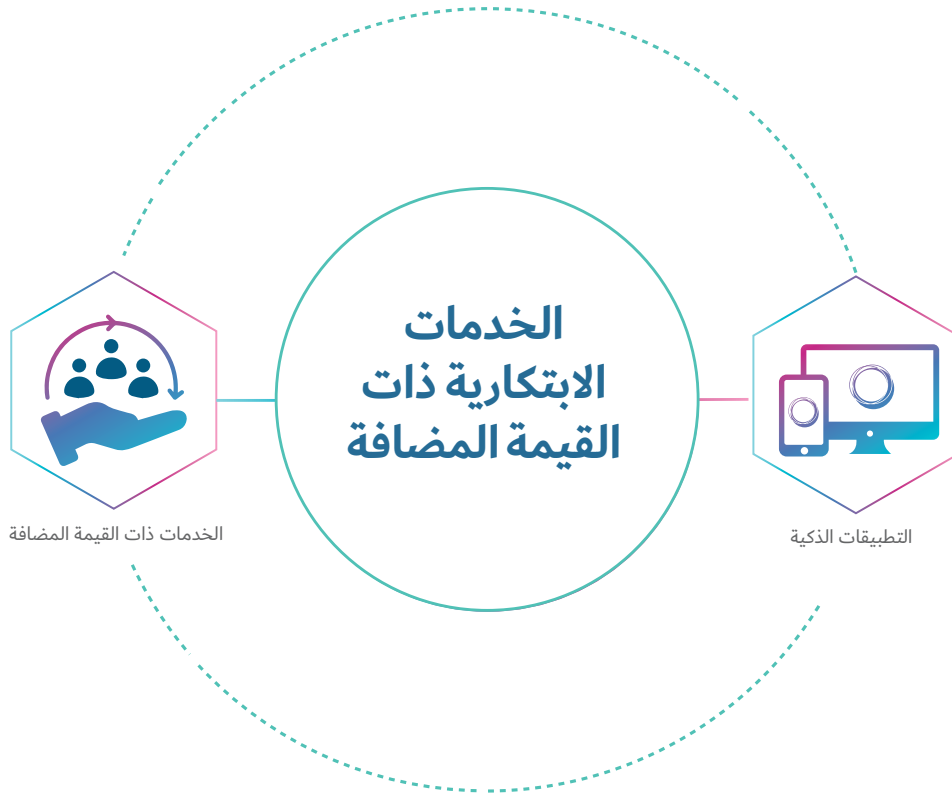 الخدمات
الابتكارية ذات
القيمة المضافة
التطبيقات الذكية
الخدمات ذات القيمة المضافة